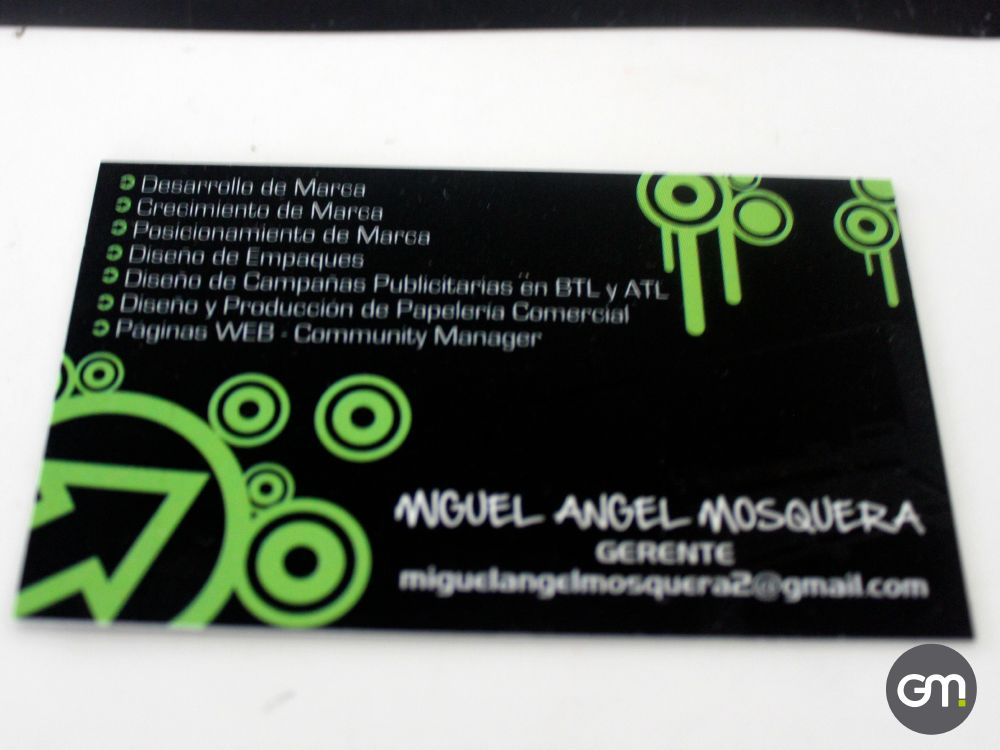 Desarrollo de Marca
Crecimiento de Marca
Posicionamiento de Marca
Diseño de Empaques
Diseño de Campañas Publicitarias en BTL y ATL
Diseño y Producción de Papelería Comercial
Páginas WEB - Community Manager
MIGUEL ANGEL MOSQUERA
GERENTE
miguelangelmosquera2@gmail.com
GM